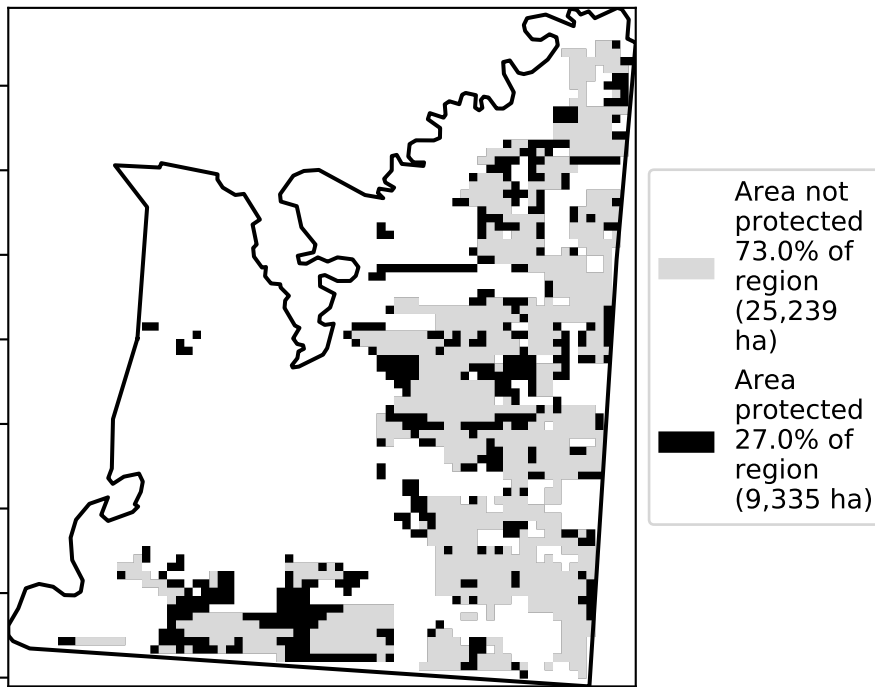 Area not
protected
73.0% of
region
(25,239
ha)
Area
protected
27.0% of
region
(9,335 ha)